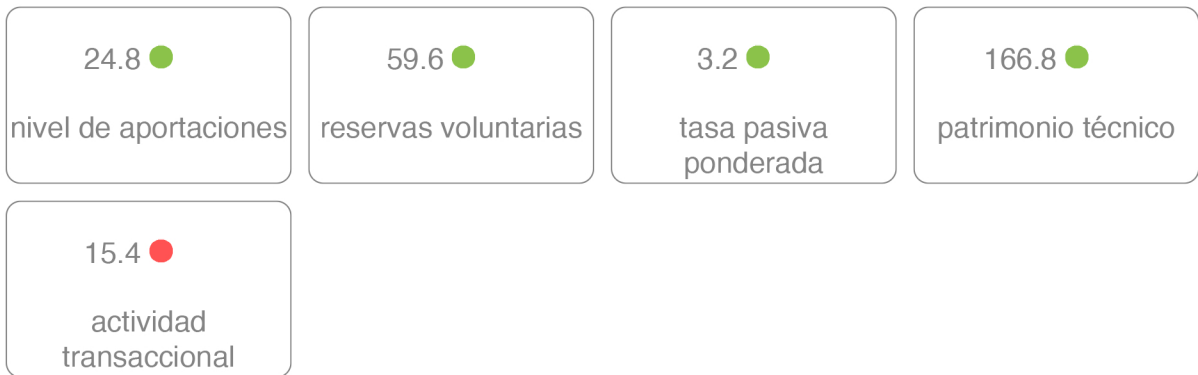 24.8
nivel de aportaciones
59.6
reservas voluntarias
3.2
tasa pasiva
ponderada
166.8
patrimonio técnico
15.4
actividad
transaccional